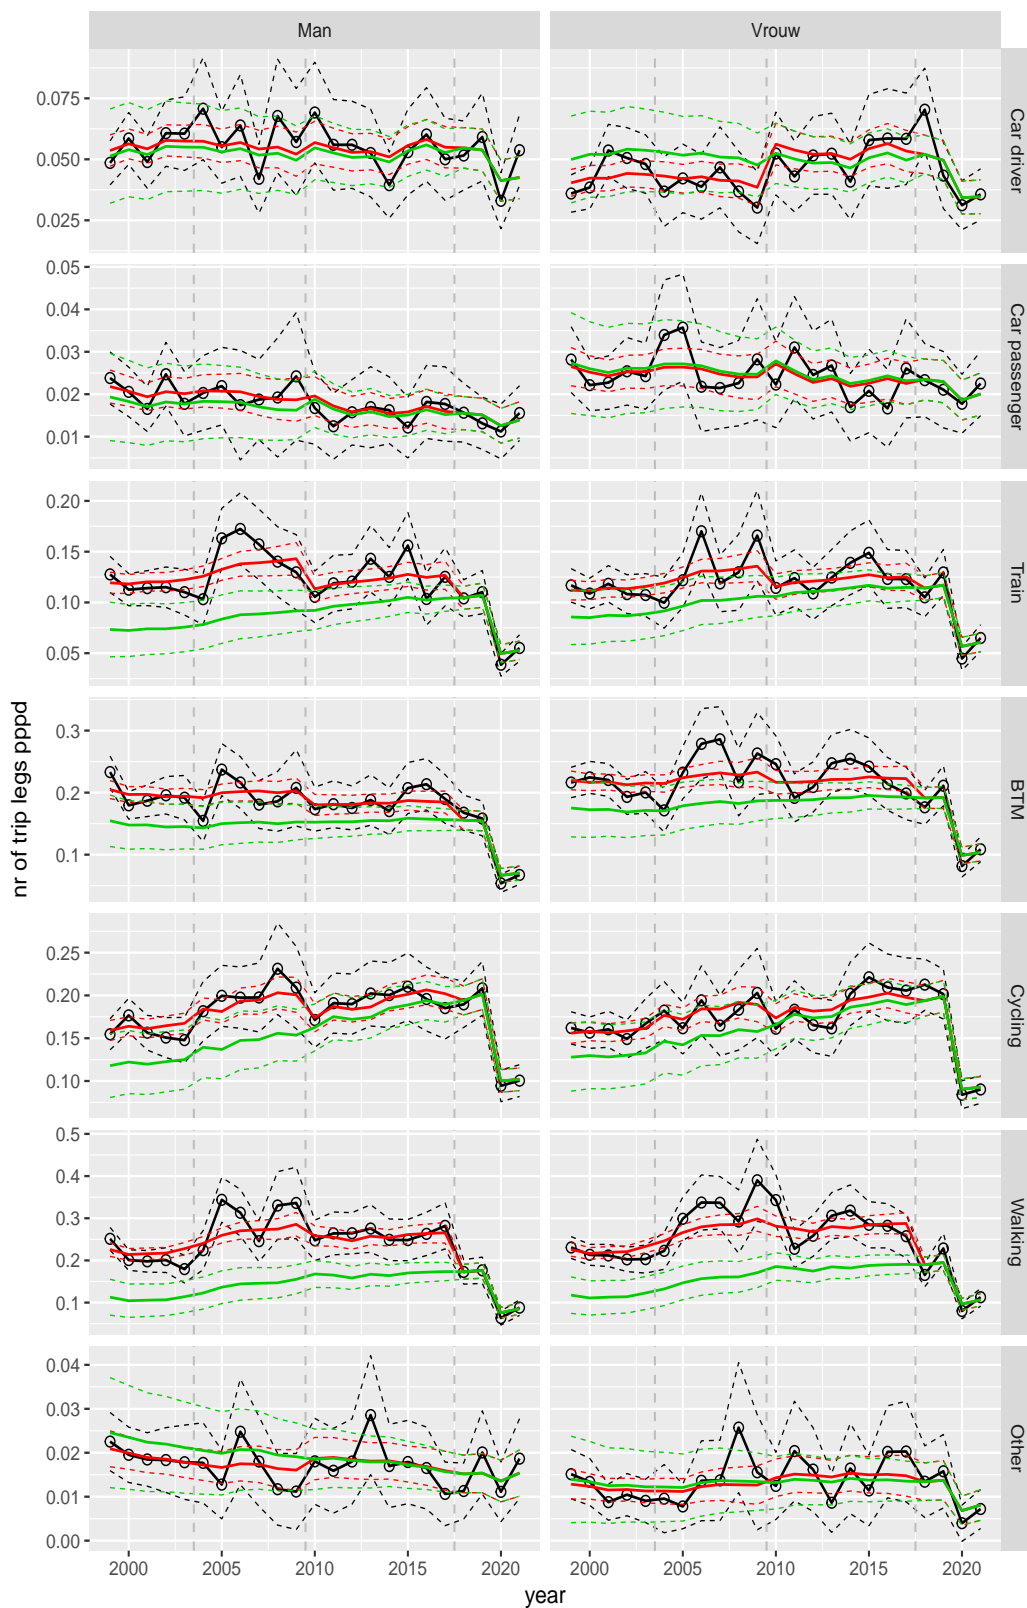 Man Vrouw
0.075
0.050
0.025
Car driver
0.05
0.04
0.03
0.02
0.01
Car passenger
0.20
0.15
0.10
0.05
Train
0.3
0.2
0.1
BTM
0.25
0.20
0.15
0.10
Cycling
0.5
0.4
0.3
0.2
0.1
Walking
0.04
0.03
0.02
0.01
0.00
Other
nr of trip legs pppd
2000 2005 2010 2015 2020 2000 2005 2010 2015 2020
year